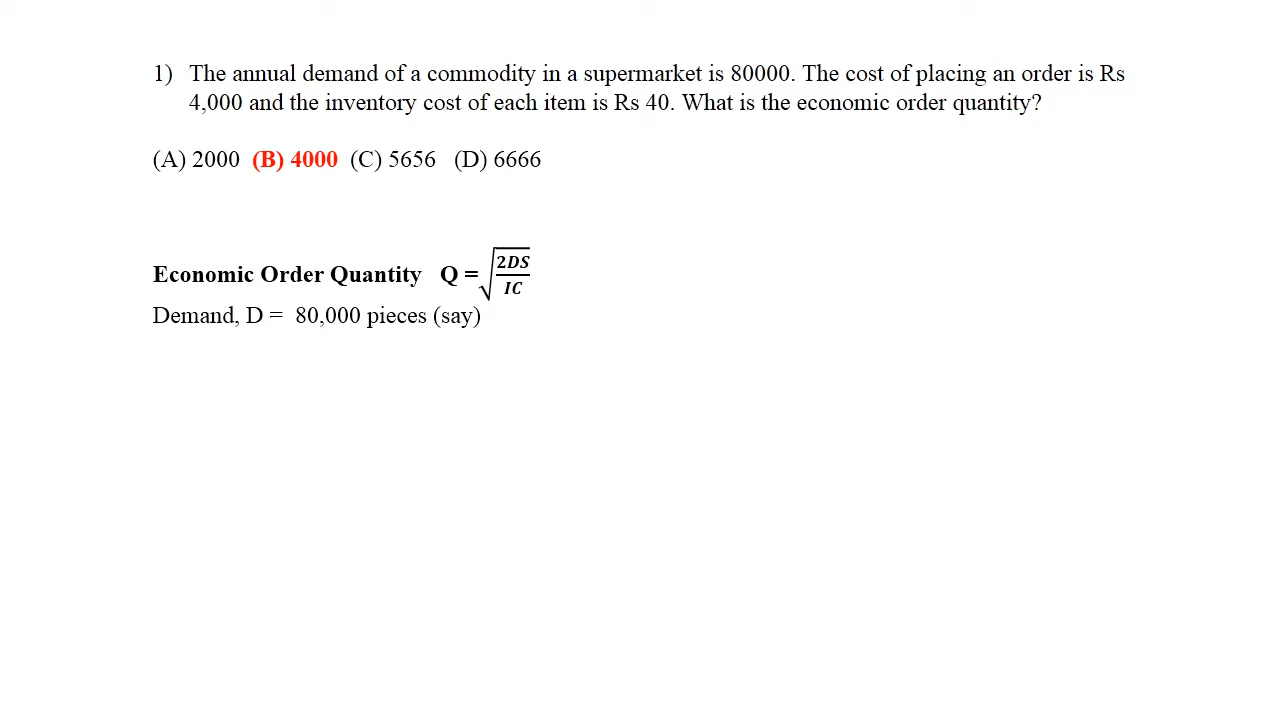 1) The annual demand of a commodity in a supermarket is 80000. The cost of placing an order is Rs
4,000 and the inventory cost of each item is Rs 40. What is the economic order quantity?
(A) 2000 (B) 4000 (C) 5656 (D) 6666
Economic Order Quantity Q = √(2DS/IC)
Demand, D = 80,000 pieces (say)